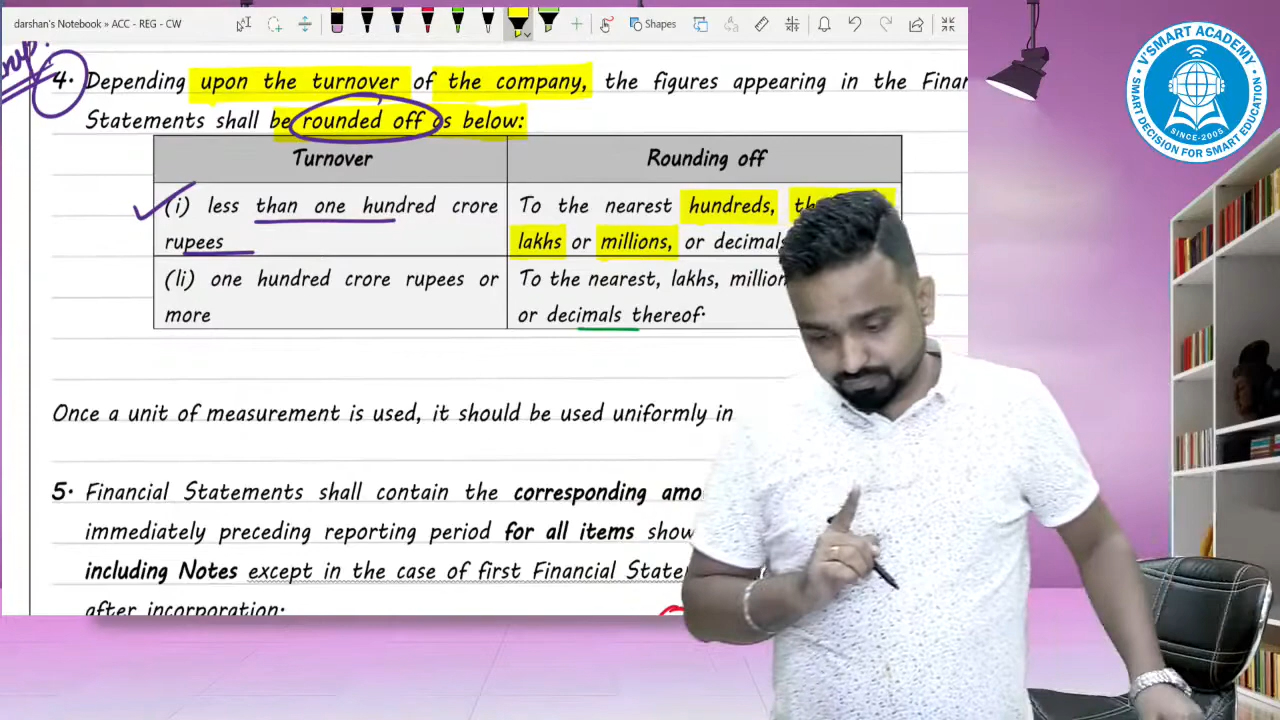 darshan's Notebook » ACC - REG - CW
Shapes
4. Depending upon the turnover of the company, the figures appearing in the Finan
Statements shall be rounded off as below:
Turnover
Rounding off
(i) less than one hundred crore
rupees
To the nearest hundreds,
lakhs or millions, or decimals
(Ii) one hundred crore rupees or
more
To the nearest, lakhs, million
or decimals thereof.
Once a unit of measurement is used, it should be used uniformly in
5. Financial Statements shall contain the corresponding amo
immediately preceding reporting period for all items show
including Notes except in the case of first Financial State
after incorporation.
V'SMART ACADEMY
SINCE-2005
SMART DECISION FOR SMART EDUCATION